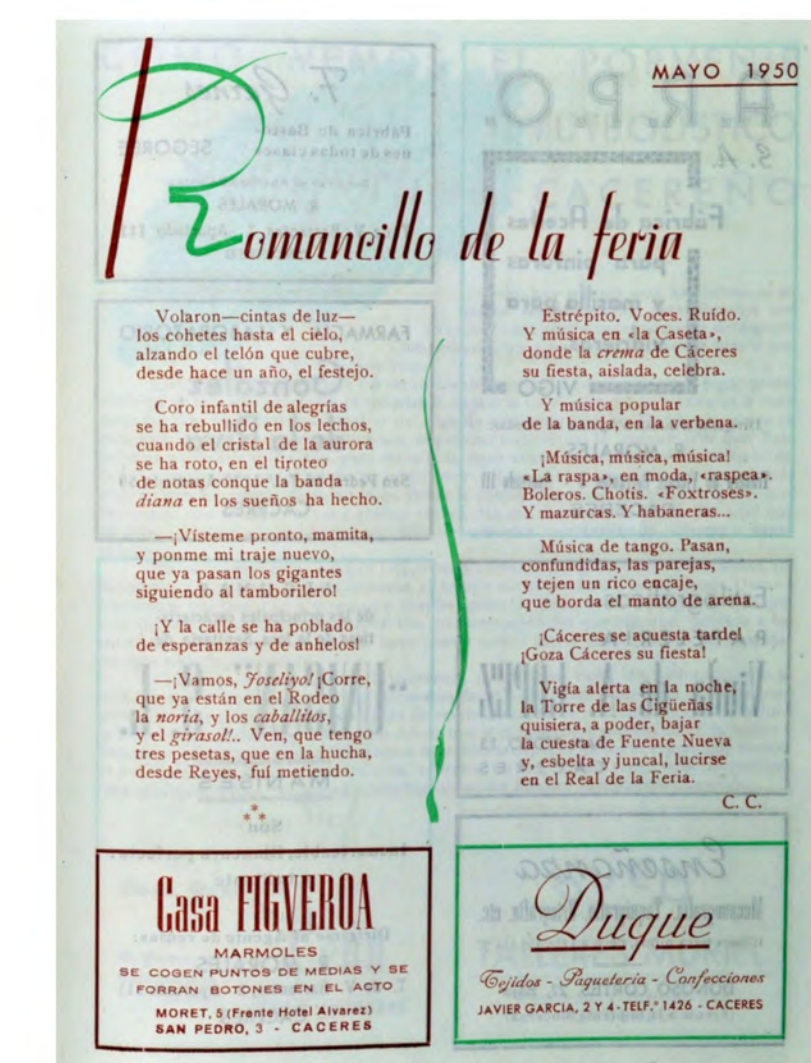 MAYO 1950
Romancillo de la feria
Volaron—cintas de luz—
los cohetes hasta el cielo,
alzando el telón que cubre,
desde hace un año, el festejo.
Coro infantil de alegrías
se ha rebullido en los lechos,
cuando el cristal de la aurora
se ha roto, en el tiroteo
de notas conque la banda
diana en los sueños ha hecho.
—¡Vísteme pronto, mamita,
y ponme mi traje nuevo,
que ya pasan los gigantes
siguiendo al tamborilero!
¡Y la calle se ha poblado
de esperanzas y de anhelos!
—¡Vamos, Joseliyo! ¡Corre,
que ya están en el Rodeo
la noria, y los caballitos,
y el girasol!.. Ven, que tengo
tres pesetas, que en la hucha,
desde Reyes, fuí metiendo.
***
Estrépito. Voces. Ruído.
Y música en «la Caseta»,
donde la crema de Cáceres
su fiesta, aislada, celebra.
Y música popular
de la banda, en la verbena.
¡Música, música, música!
«La raspa», en moda, «raspea».
Boleros. Chotis. «Foxtroses».
Y mazurcas. Y habaneras...
Música de tango. Pasan,
confundidas, las parejas,
y tejen un rico encaje,
que borda el manto de arena.
¡Cáceres se acuesta tarde!
¡Goza Cáceres su fiesta!
Vigía alerta en la noche,
la Torre de las Cigüeñas
quisiera, a poder, bajar
la cuesta de Fuente Nueva
y, esbelta y juncal, lucirse
en el Real de la Feria.
C. C.
Casa FIGVEROA
MARMOLES
SE COGEN PUNTOS DE MEDIAS Y SE
FORRAN BOTONES EN EL ACTO
MORET, 5 (Frente Hotel Alvarez)
SAN PEDRO, 3 - CACERES
Duque
Tejidos - Paquetería - Confecciones
JAVIER GARCIA, 2 Y 4 - TELF.º 1426 - CACERES